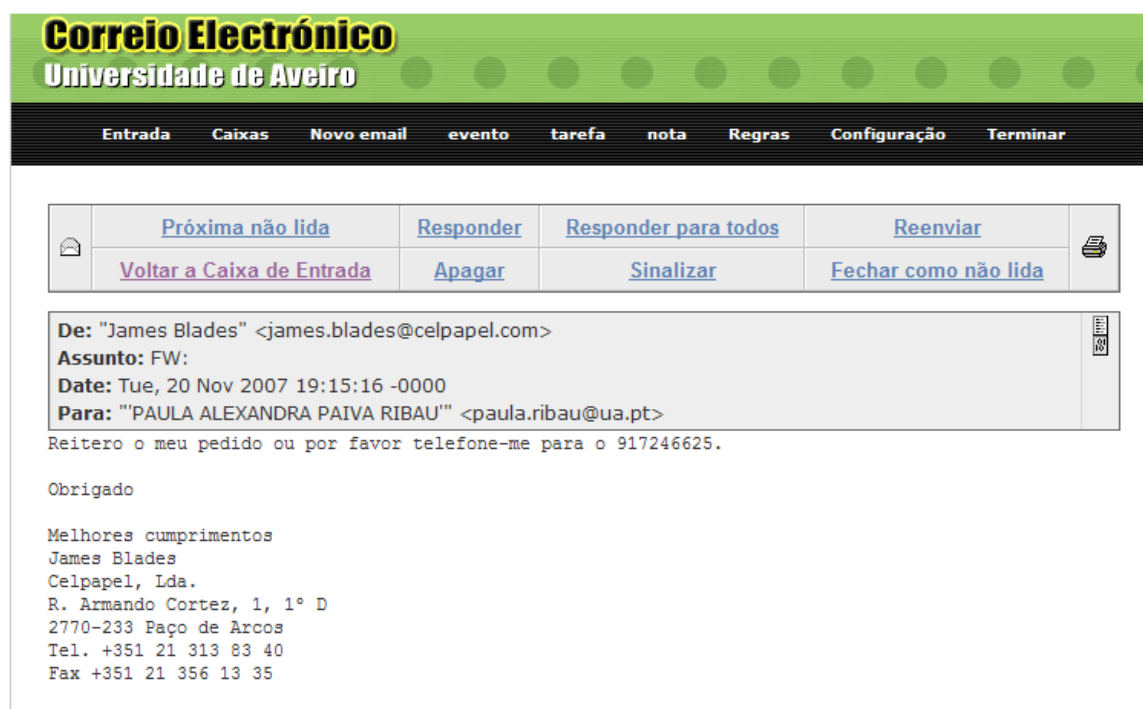 Correio Electrónico
Universidade de Aveiro
Entrada Caixas Novo email evento tarefa nota Regras Configuração Terminar
Próxima não lida Responder Responder para todos Reenviar
Voltar a Caixa de Entrada Apagar Sinalizar Fechar como não lida
De: "James Blades" <james.blades@celpapel.com>
Assunto: FW:
Date: Tue, 20 Nov 2007 19:15:16 -0000
Para: "'PAULA ALEXANDRA PAIVA RIBAU'" <paula.ribau@ua.pt>
Reitero o meu pedido ou por favor telefone-me para o 917246625.
Obrigado
Melhores cumprimentos
James Blades
Celpapel, Lda.
R. Armando Cortez, 1, 1º D
2770-233 Paço de Arcos
Tel. +351 21 313 83 40
Fax +351 21 356 13 35